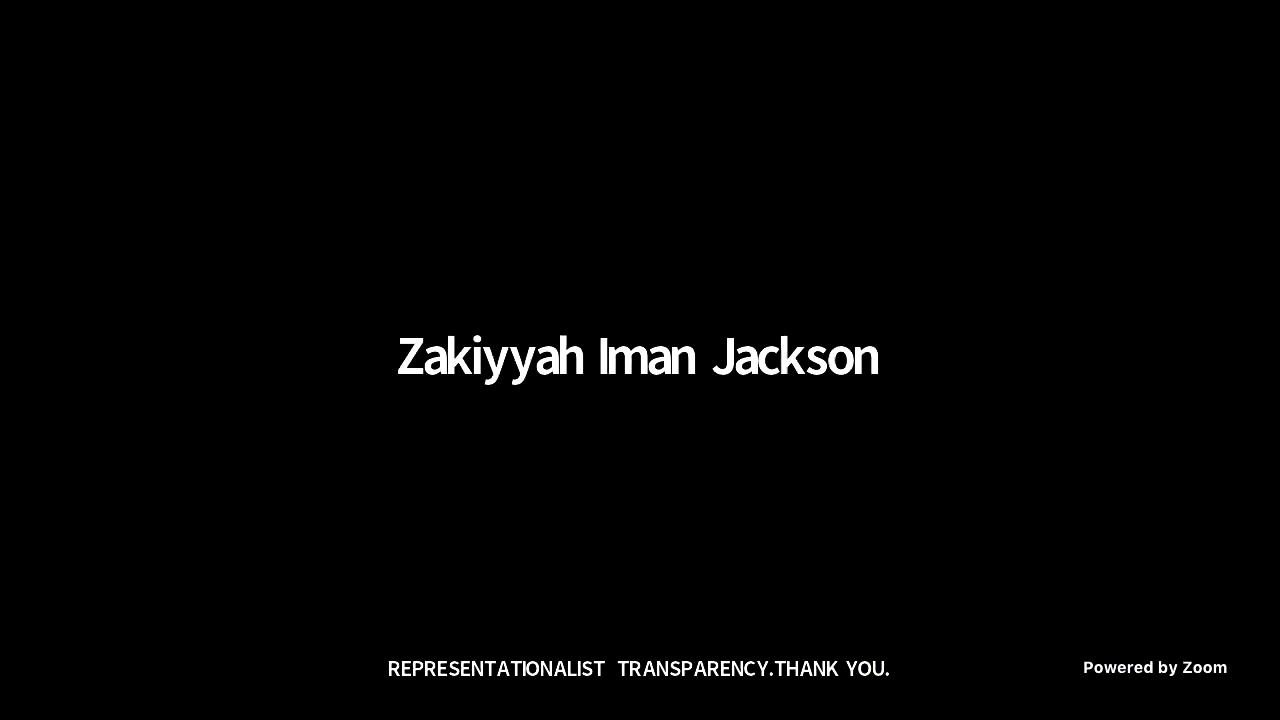 Zakiyyah Iman Jackson
REPRESENTATIONALIST TRANSPARENCY.THANK YOU.
Powered by Zoom